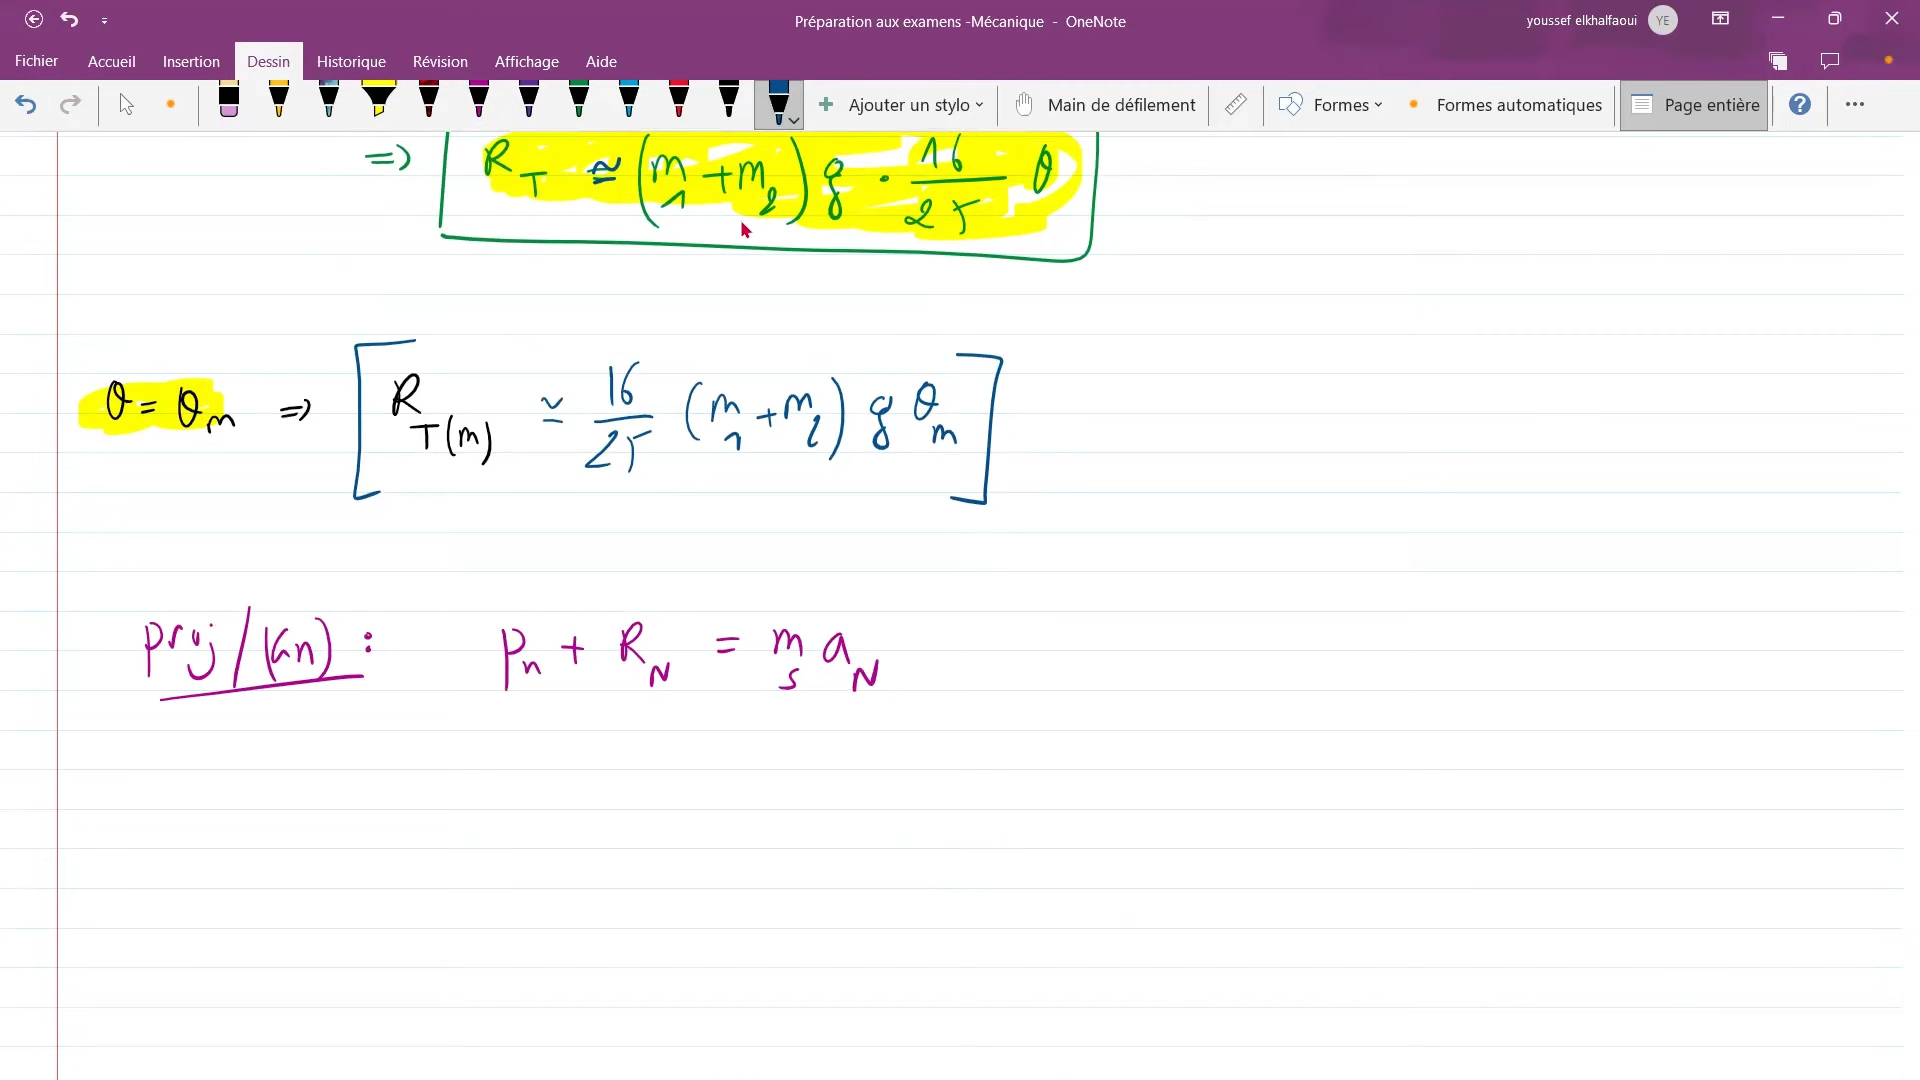 Préparation aux examens -Mécanique - OneNote
youssef elkhalfaoui YE
Fichier Accueil Insertion Dessin Historique Révision Affichage Aide
Ajouter un stylo Main de défilement Formes Formes automatiques Page entière ? ...
=> R_T ≃ (m_1 + m_2) g · 16/25 θ
θ = θ_m => [ R_T(m) ≃ 16/25 (m_1 + m_2) g θ_m ]
Proj/(Gn) : P_n + R_N = m_s a_N